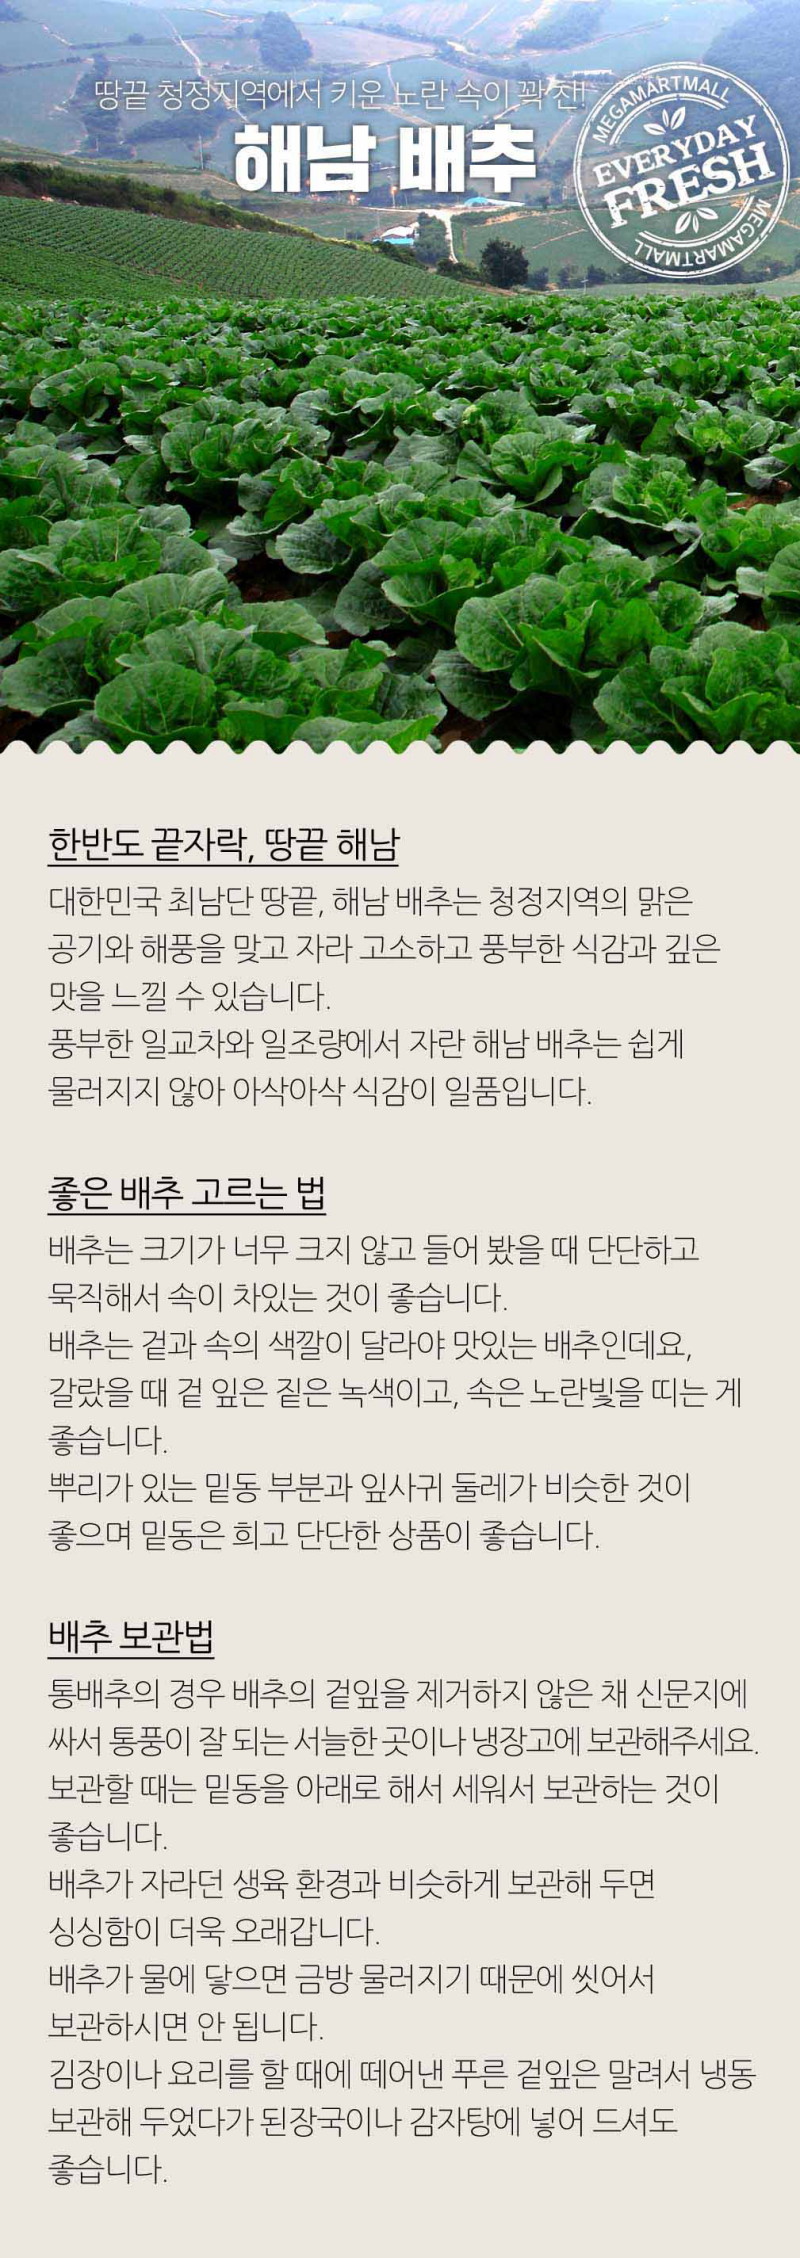 땅끝 청정지역에서 키운 노란 속이 꽉 찬!
해남 배추
MEGAMARTMALL
EVERYDAY
FRESH
MEGAMARTMALL
한반도 끝자락, 땅끝 해남
대한민국 최남단 땅끝, 해남 배추는 청정지역의 맑은
공기와 해풍을 맞고 자라 고소하고 풍부한 식감과 깊은
맛을 느낄 수 있습니다.
풍부한 일교차와 일조량에서 자란 해남 배추는 쉽게
물러지지 않아 아삭아삭 식감이 일품입니다.
좋은 배추 고르는 법
배추는 크기가 너무 크지 않고 들어 봤을 때 단단하고
묵직해서 속이 차있는 것이 좋습니다.
배추는 겉과 속의 색깔이 달라야 맛있는 배추인데요,
갈랐을 때 겉 잎은 짙은 녹색이고, 속은 노란빛을 띠는 게
좋습니다.
뿌리가 있는 밑동 부분과 잎사귀 둘레가 비슷한 것이
좋으며 밑동은 희고 단단한 상품이 좋습니다.
배추 보관법
통배추의 경우 배추의 겉잎을 제거하지 않은 채 신문지에
싸서 통풍이 잘 되는 서늘한 곳이나 냉장고에 보관해주세요.
보관할 때는 밑동을 아래로 해서 세워서 보관하는 것이
좋습니다.
배추가 자라던 생육 환경과 비슷하게 보관해 두면
싱싱함이 더욱 오래갑니다.
배추가 물에 닿으면 금방 물러지기 때문에 씻어서
보관하시면 안 됩니다.
김장이나 요리를 할 때에 떼어낸 푸른 겉잎은 말려서 냉동
보관해 두었다가 된장국이나 감자탕에 넣어 드셔도
좋습니다.